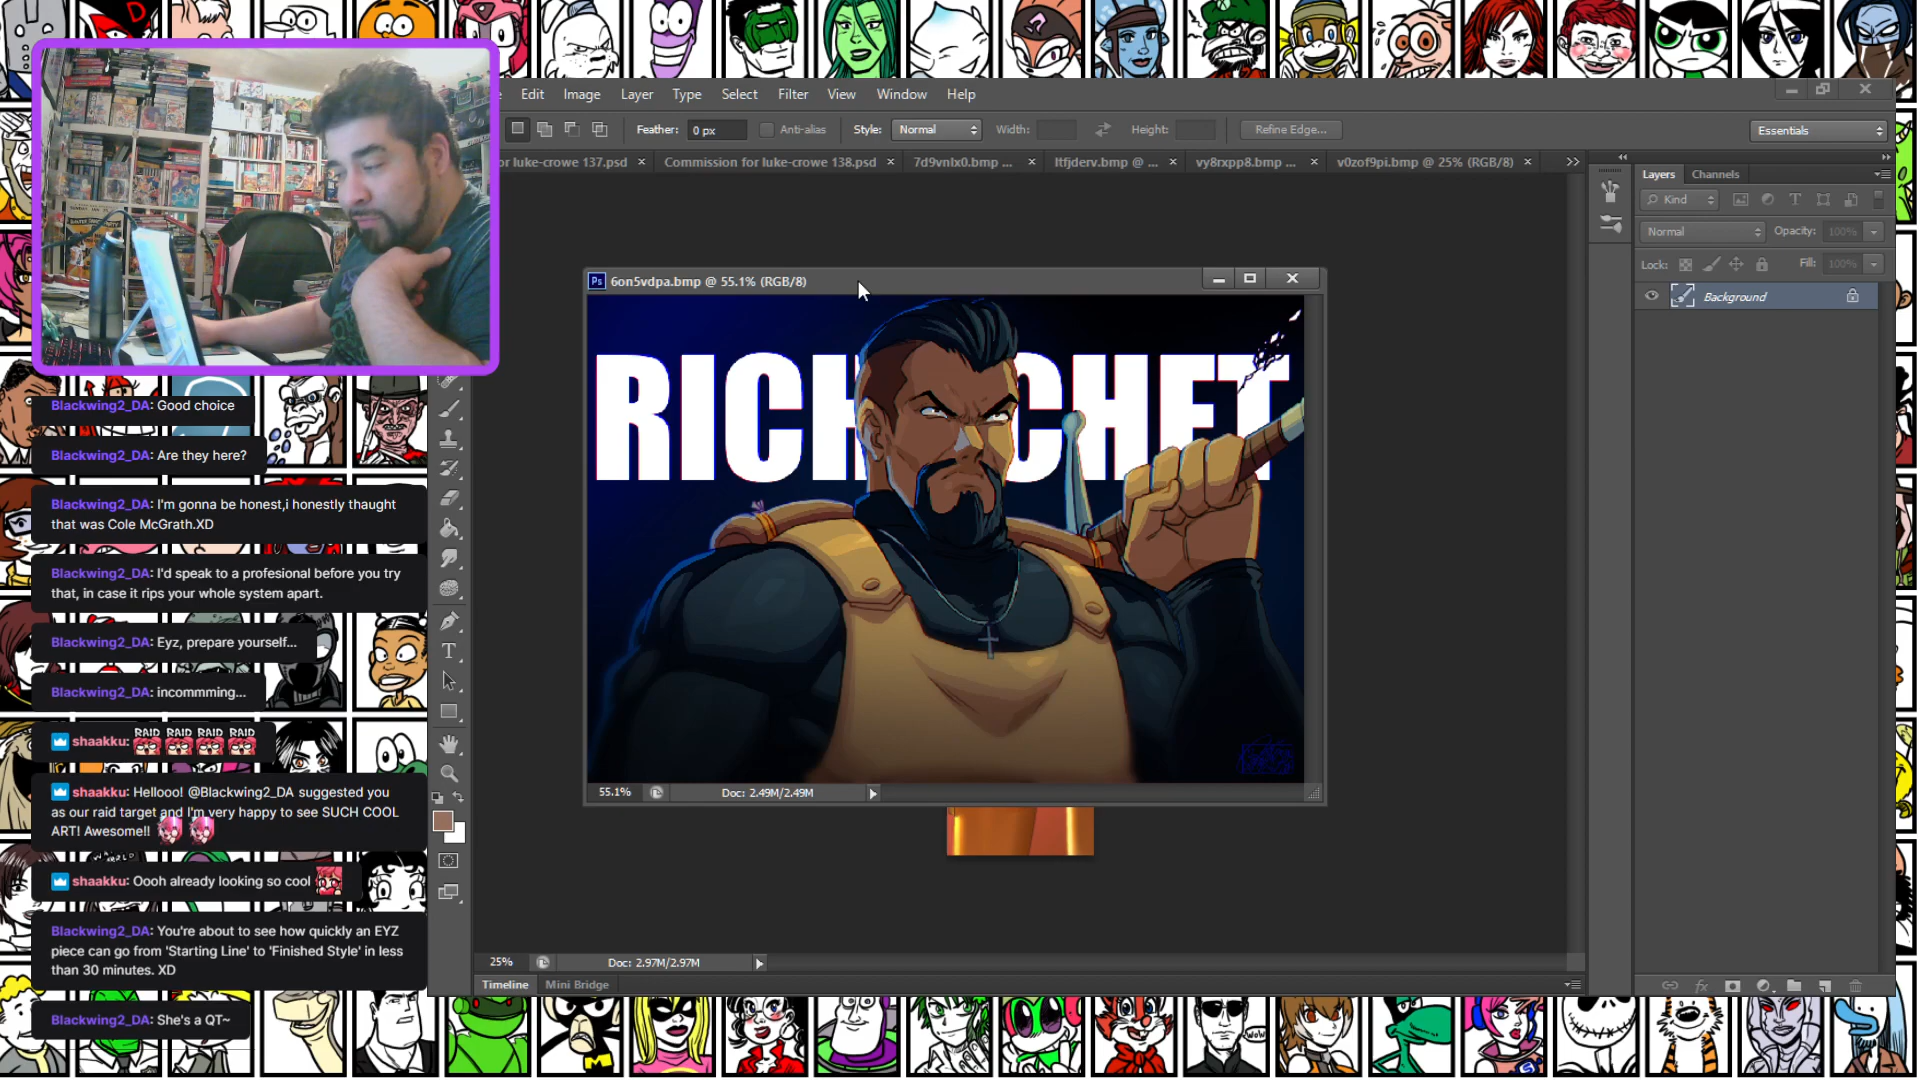 Edit Image Layer Type Select Filter View Window Help
Feather: 0 px Anti-alias Style: Normal Width: Height: Refine Edge... Essentials
or luke-crowe 137.psd × Commission for luke-crowe 138.psd × 7d9vnlx0.bmp ... × ltfjderv.bmp @ ... × vy8rxpp8.bmp ... × v0zof9pi.bmp @ 25% (RGB/8) ×
Layers Channels
Kind
Normal Opacity: 100%
Lock: Fill: 100%
Background
Ps 6on5vdpa.bmp @ 55.1% (RGB/8)
RICH CHET
55.1% Doc: 2.49M/2.49M
25% Doc: 2.97M/2.97M
Timeline Mini Bridge
Blackwing2_DA: Good choice
Blackwing2_DA: Are they here?
Blackwing2_DA: I'm gonna be honest,i honestly thaught
that was Cole McGrath.XD
Blackwing2_DA: I'd speak to a profesional before you try
that, in case it rips your whole system apart.
Blackwing2_DA: Eyz, prepare yourself...
Blackwing2_DA: incommming...
shaakku: RAID RAID RAID RAID
shaakku: Hellooo! @Blackwing2_DA suggested you
as our raid target and I'm very happy to see SUCH COOL
ART! Awesome!!
shaakku: Oooh already looking so cool
Blackwing2_DA: You're about to see how quickly an EYZ
piece can go from 'Starting Line' to 'Finished Style' in less
than 30 minutes. XD
Blackwing2_DA: She's a QT~